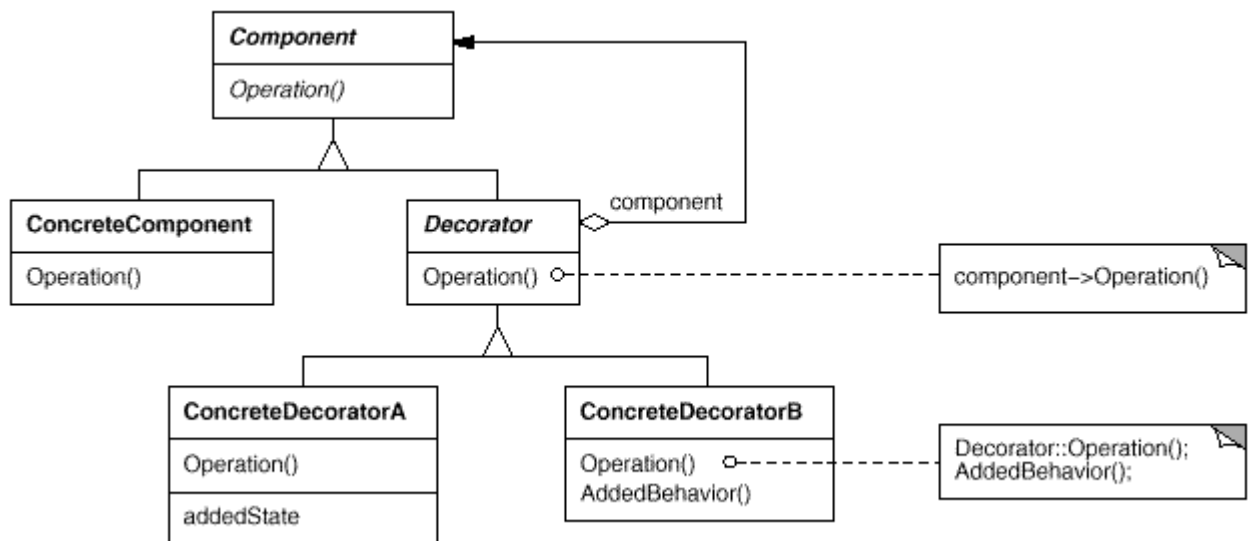 Component
Operation()
component
ConcreteComponent
Operation()
Decorator
Operation()
component->Operation()
ConcreteDecoratorA
Operation()
addedState
ConcreteDecoratorB
Operation()
AddedBehavior()
Decorator::Operation();
AddedBehavior();